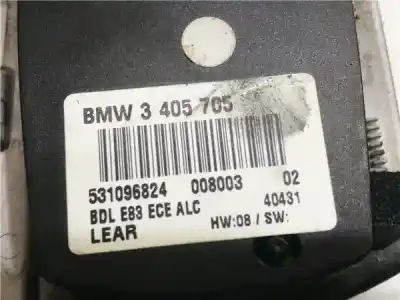 BMW 3 405 705
531096824 008003 02
BDL E83 ECE ALC 40431
LEAR HW:08 / SW: